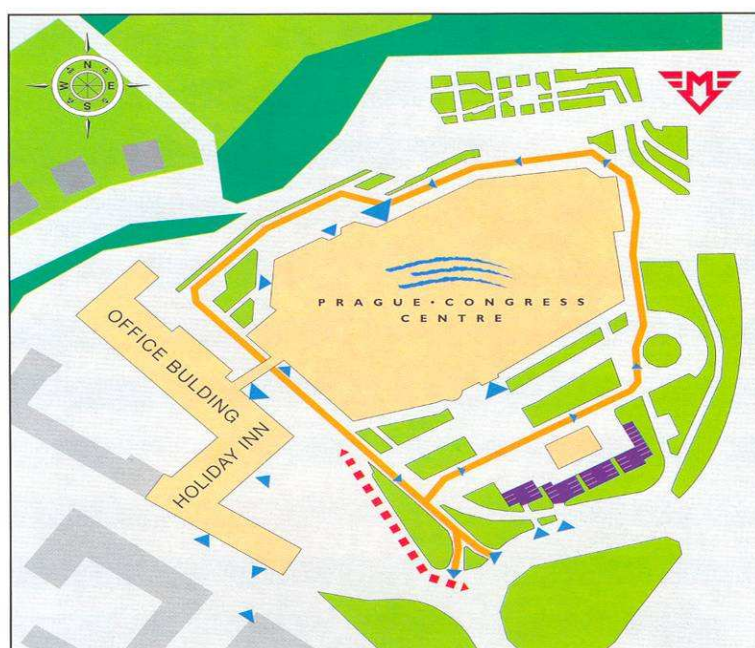 N
W E
S
M
PRAGUE · CONGRESS
CENTRE
OFFICE BULDING
HOLIDAY INN